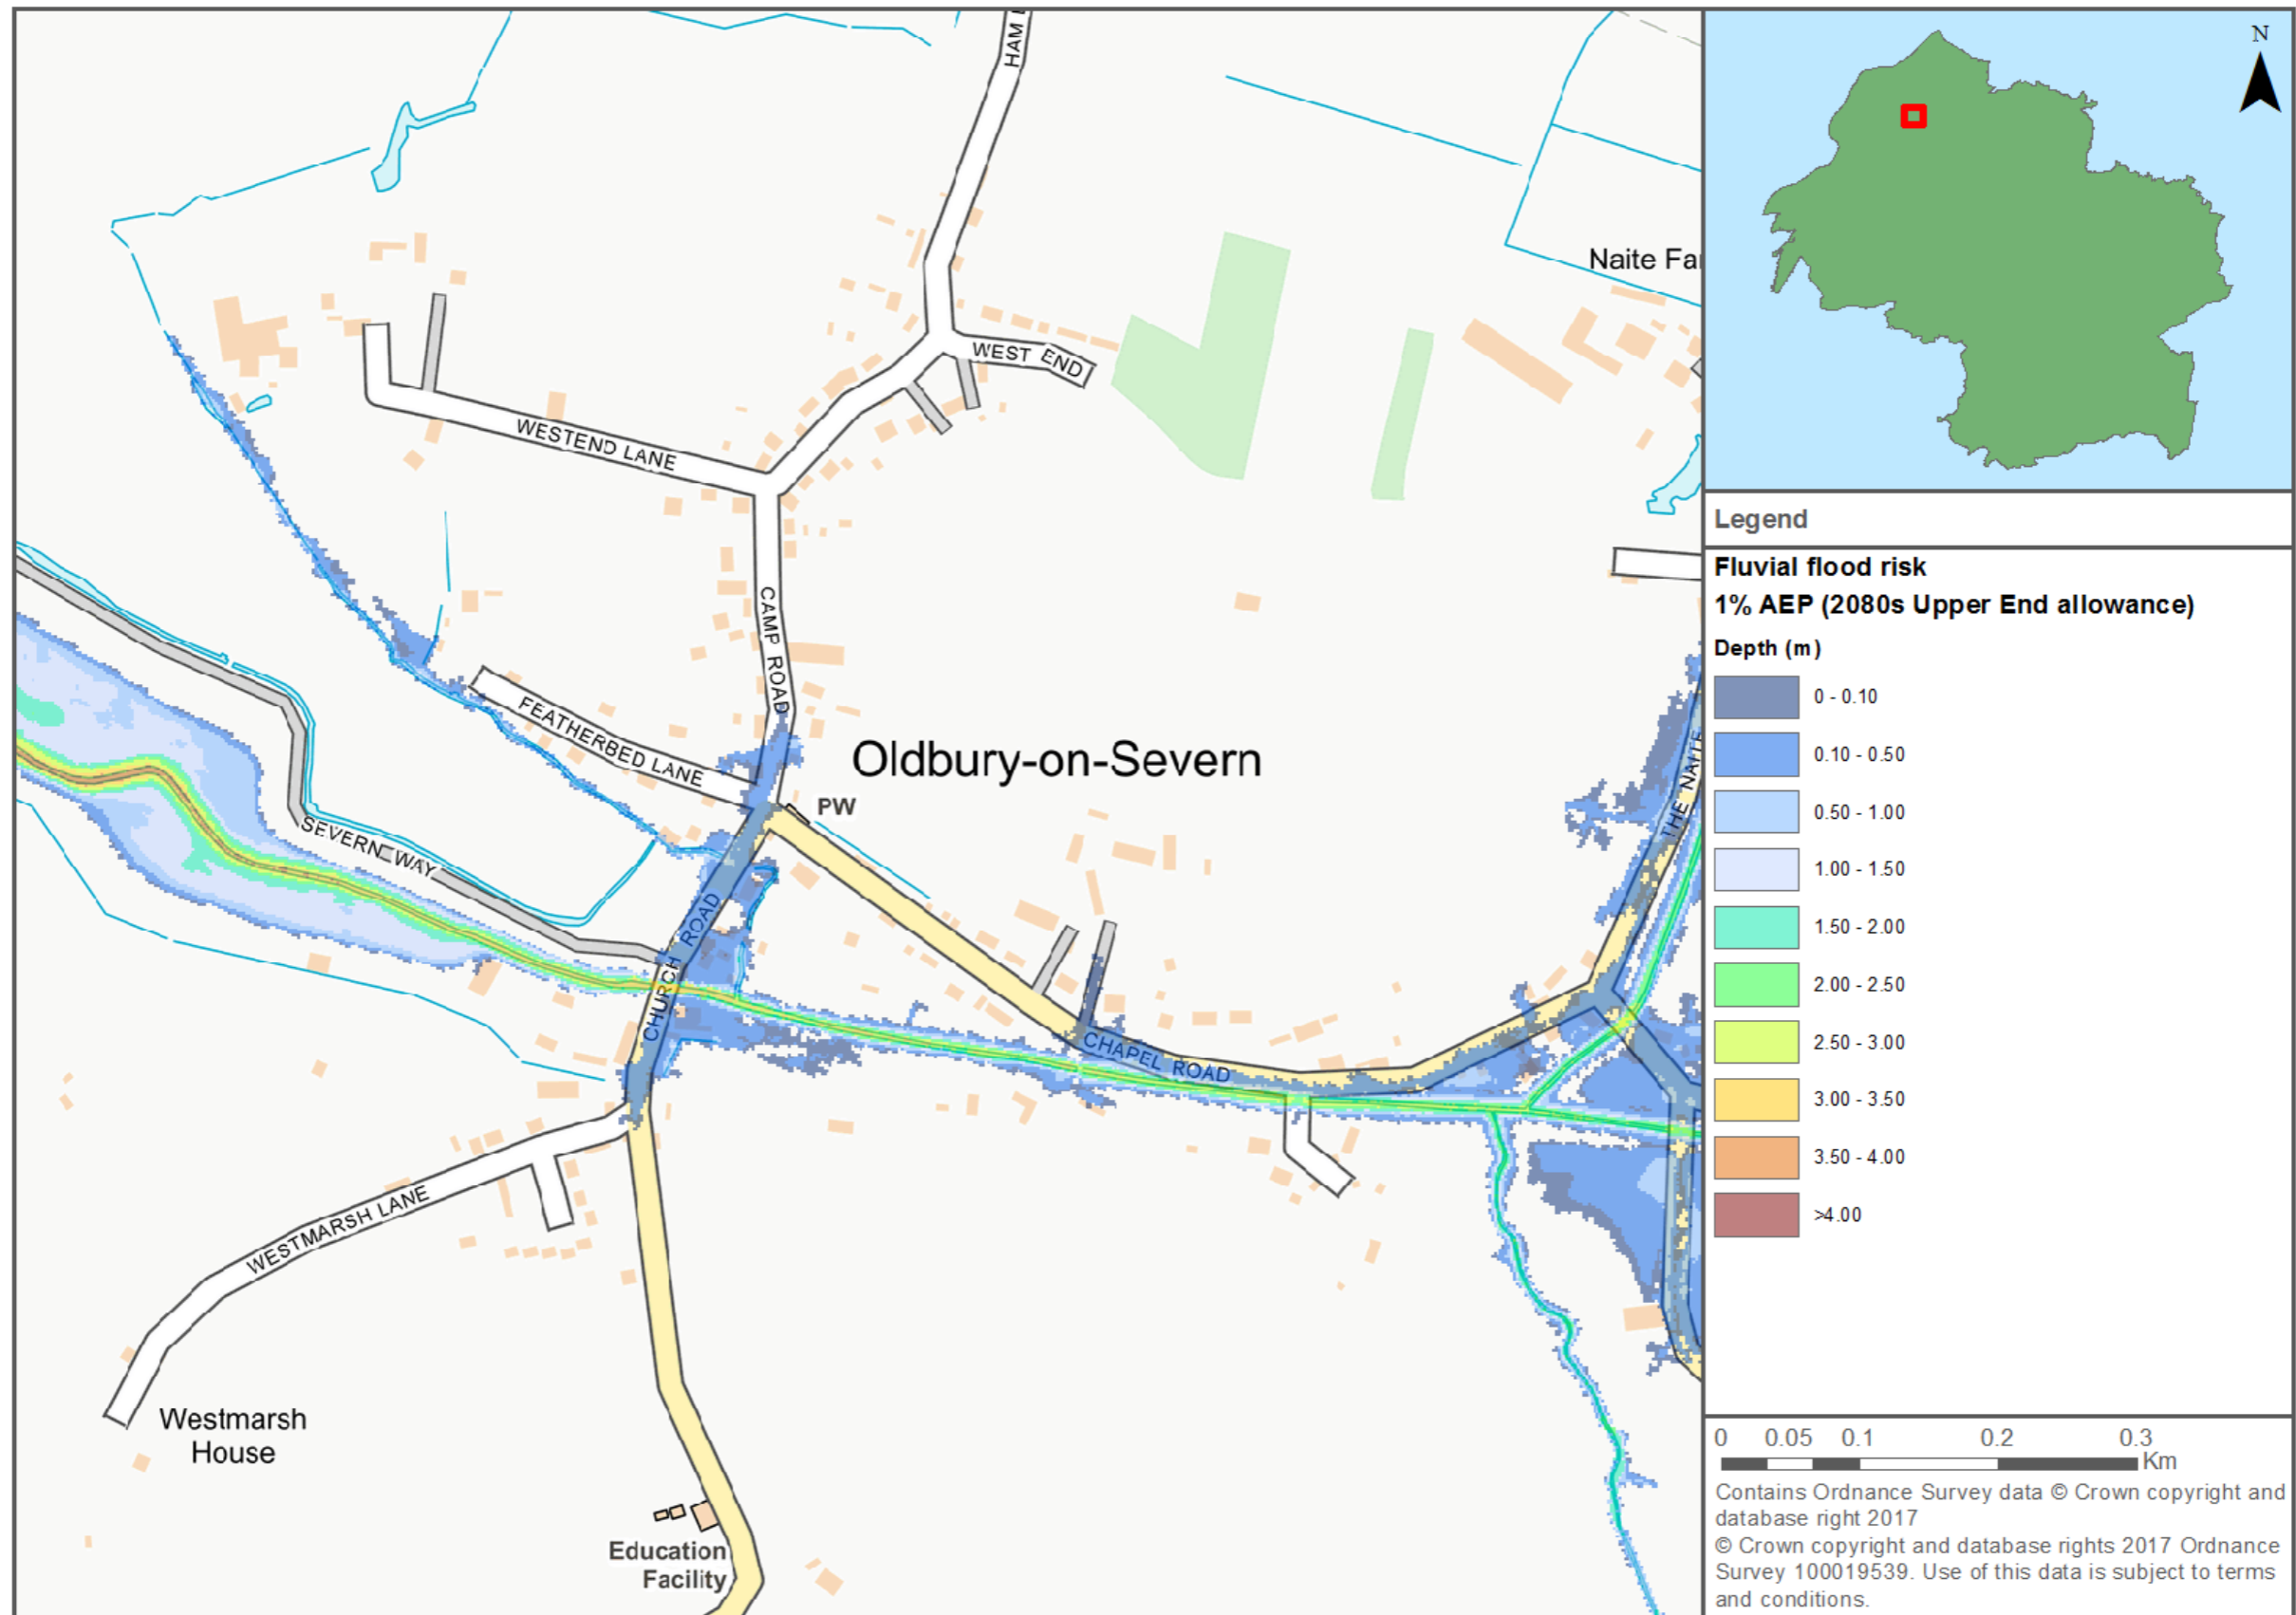 HAM
Naite Fa
WEST END
WESTEND LANE
CAMP ROAD
FEATHERBED LANE
Oldbury-on-Severn
PW
THE NAITE
SEVERN WAY
CHURCH ROAD
CHAPEL ROAD
WESTMARSH LANE
Westmarsh
House
Education
Facility
N
Legend
Fluvial flood risk
1% AEP (2080s Upper End allowance)
Depth (m)
0 - 0.10
0.10 - 0.50
0.50 - 1.00
1.00 - 1.50
1.50 - 2.00
2.00 - 2.50
2.50 - 3.00
3.00 - 3.50
3.50 - 4.00
>4.00
0 0.05 0.1 0.2 0.3
Km
Contains Ordnance Survey data © Crown copyright and
database right 2017
© Crown copyright and database rights 2017 Ordnance
Survey 100019539. Use of this data is subject to terms
and conditions.